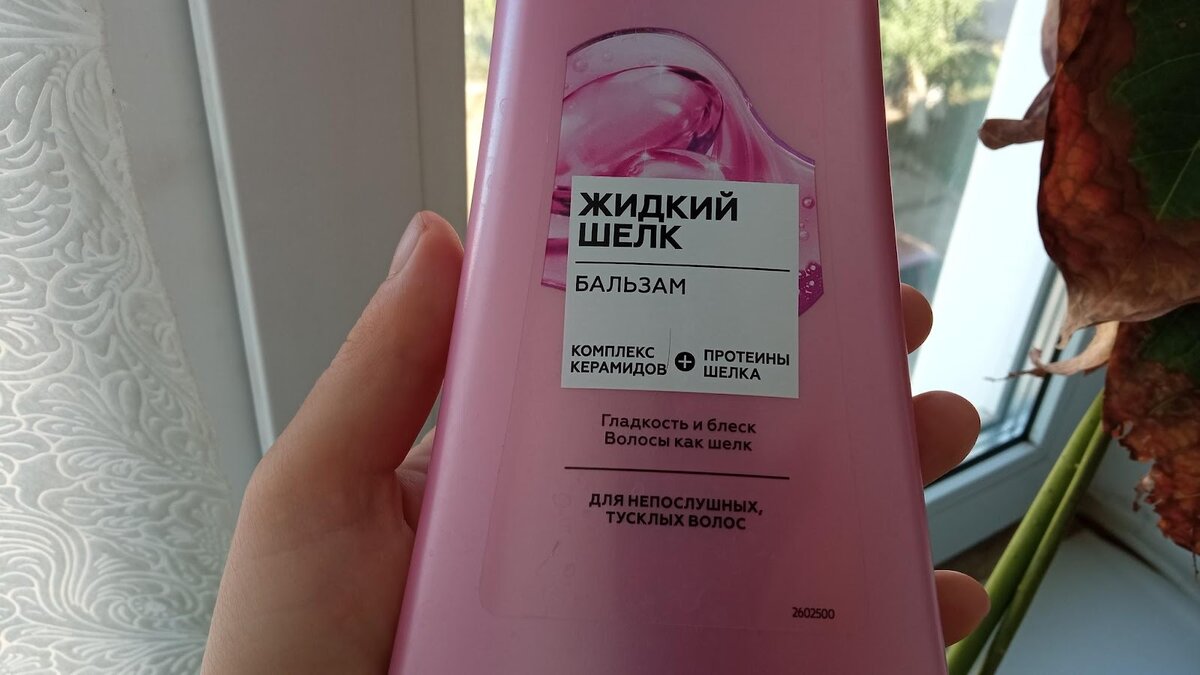 ЖИДКИЙ
ШЕЛК
БАЛЬЗАМ
КОМПЛЕКС
КЕРАМИДОВ
+
ПРОТЕИНЫ
ШЕЛКА
Гладкость и блеск
Волосы как шелк
ДЛЯ НЕПОСЛУШНЫХ,
ТУСКЛЫХ ВОЛОС
2602500